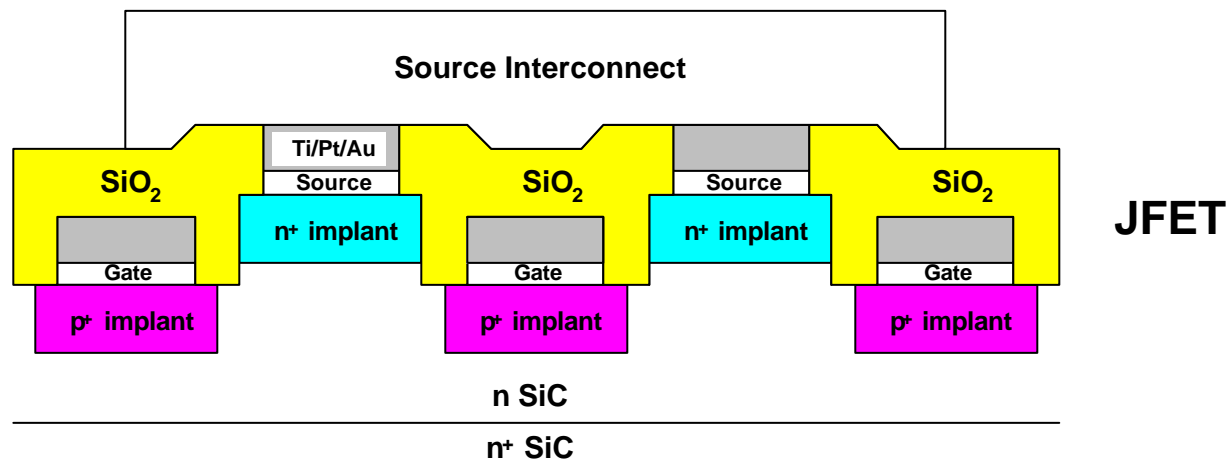 Source Interconnect
Ti/Pt/Au
Source
Source
SiO₂
SiO₂
SiO₂
JFET
n⁺ implant
n⁺ implant
Gate
Gate
Gate
p⁺ implant
p⁺ implant
p⁺ implant
n SiC
n⁺ SiC